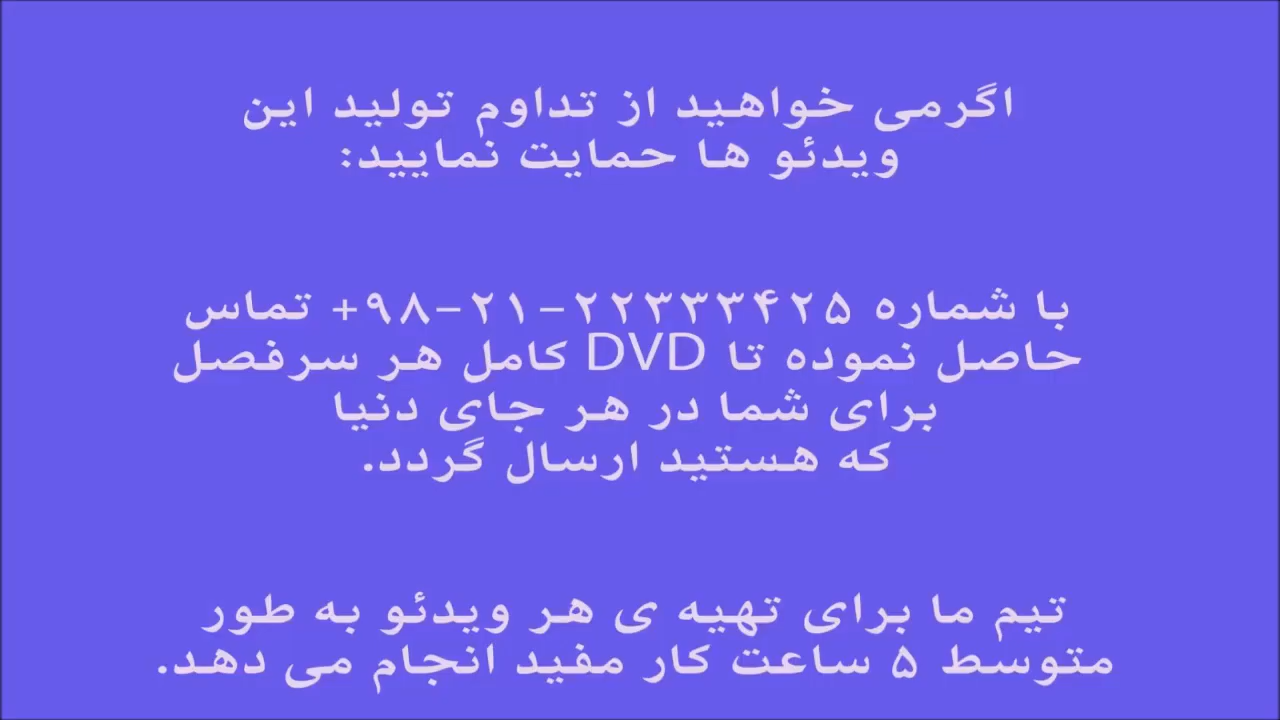 اگرمی خواهید از تداوم تولید این
ویدئو ها حمایت نمایید:
با شماره ۲۲۳۳۳۴۲۵-۲۱-۹۸+ تماس
حاصل نموده تا DVD کامل هر سرفصل
برای شما در هر جای دنیا
که هستید ارسال گردد.
تیم ما برای تهیه ی هر ویدئو به طور
متوسط ۵ ساعت کار مفید انجام می دهد.